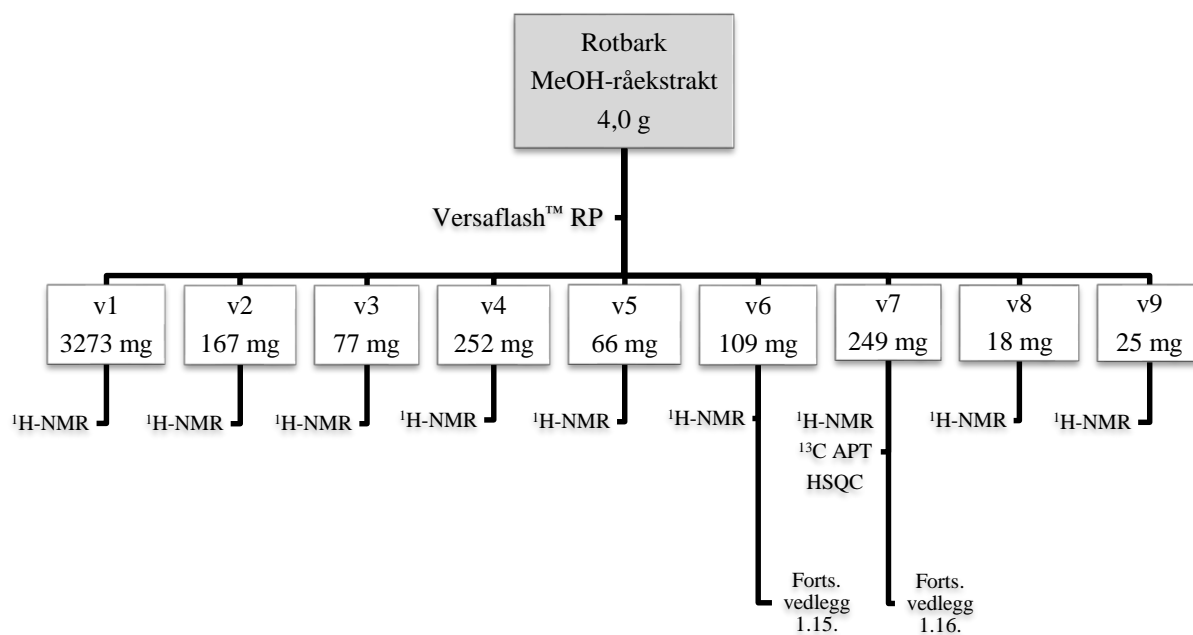 Rotbark
MeOH-råekstrakt
4,0 g
Versaflash™ RP
v1
3273 mg
v2
167 mg
v3
77 mg
v4
252 mg
v5
66 mg
v6
109 mg
v7
249 mg
v8
18 mg
v9
25 mg
¹H-NMR
¹H-NMR
¹H-NMR
¹H-NMR
¹H-NMR
¹H-NMR
¹H-NMR
¹³C APT
HSQC
¹H-NMR
¹H-NMR
Forts.
vedlegg
1.15.
Forts.
vedlegg
1.16.